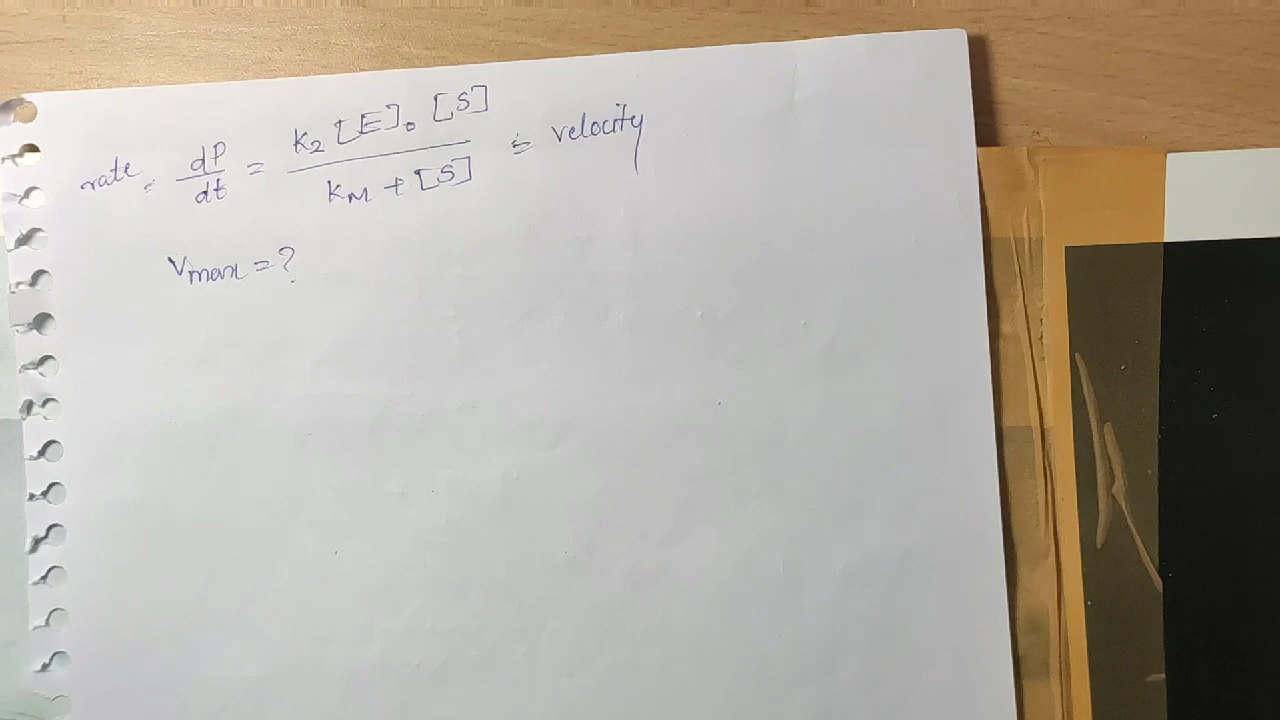 rate = dP/dt = k2 [E]0 [S] / (kM + [S]) = velocity
Vmax = ?